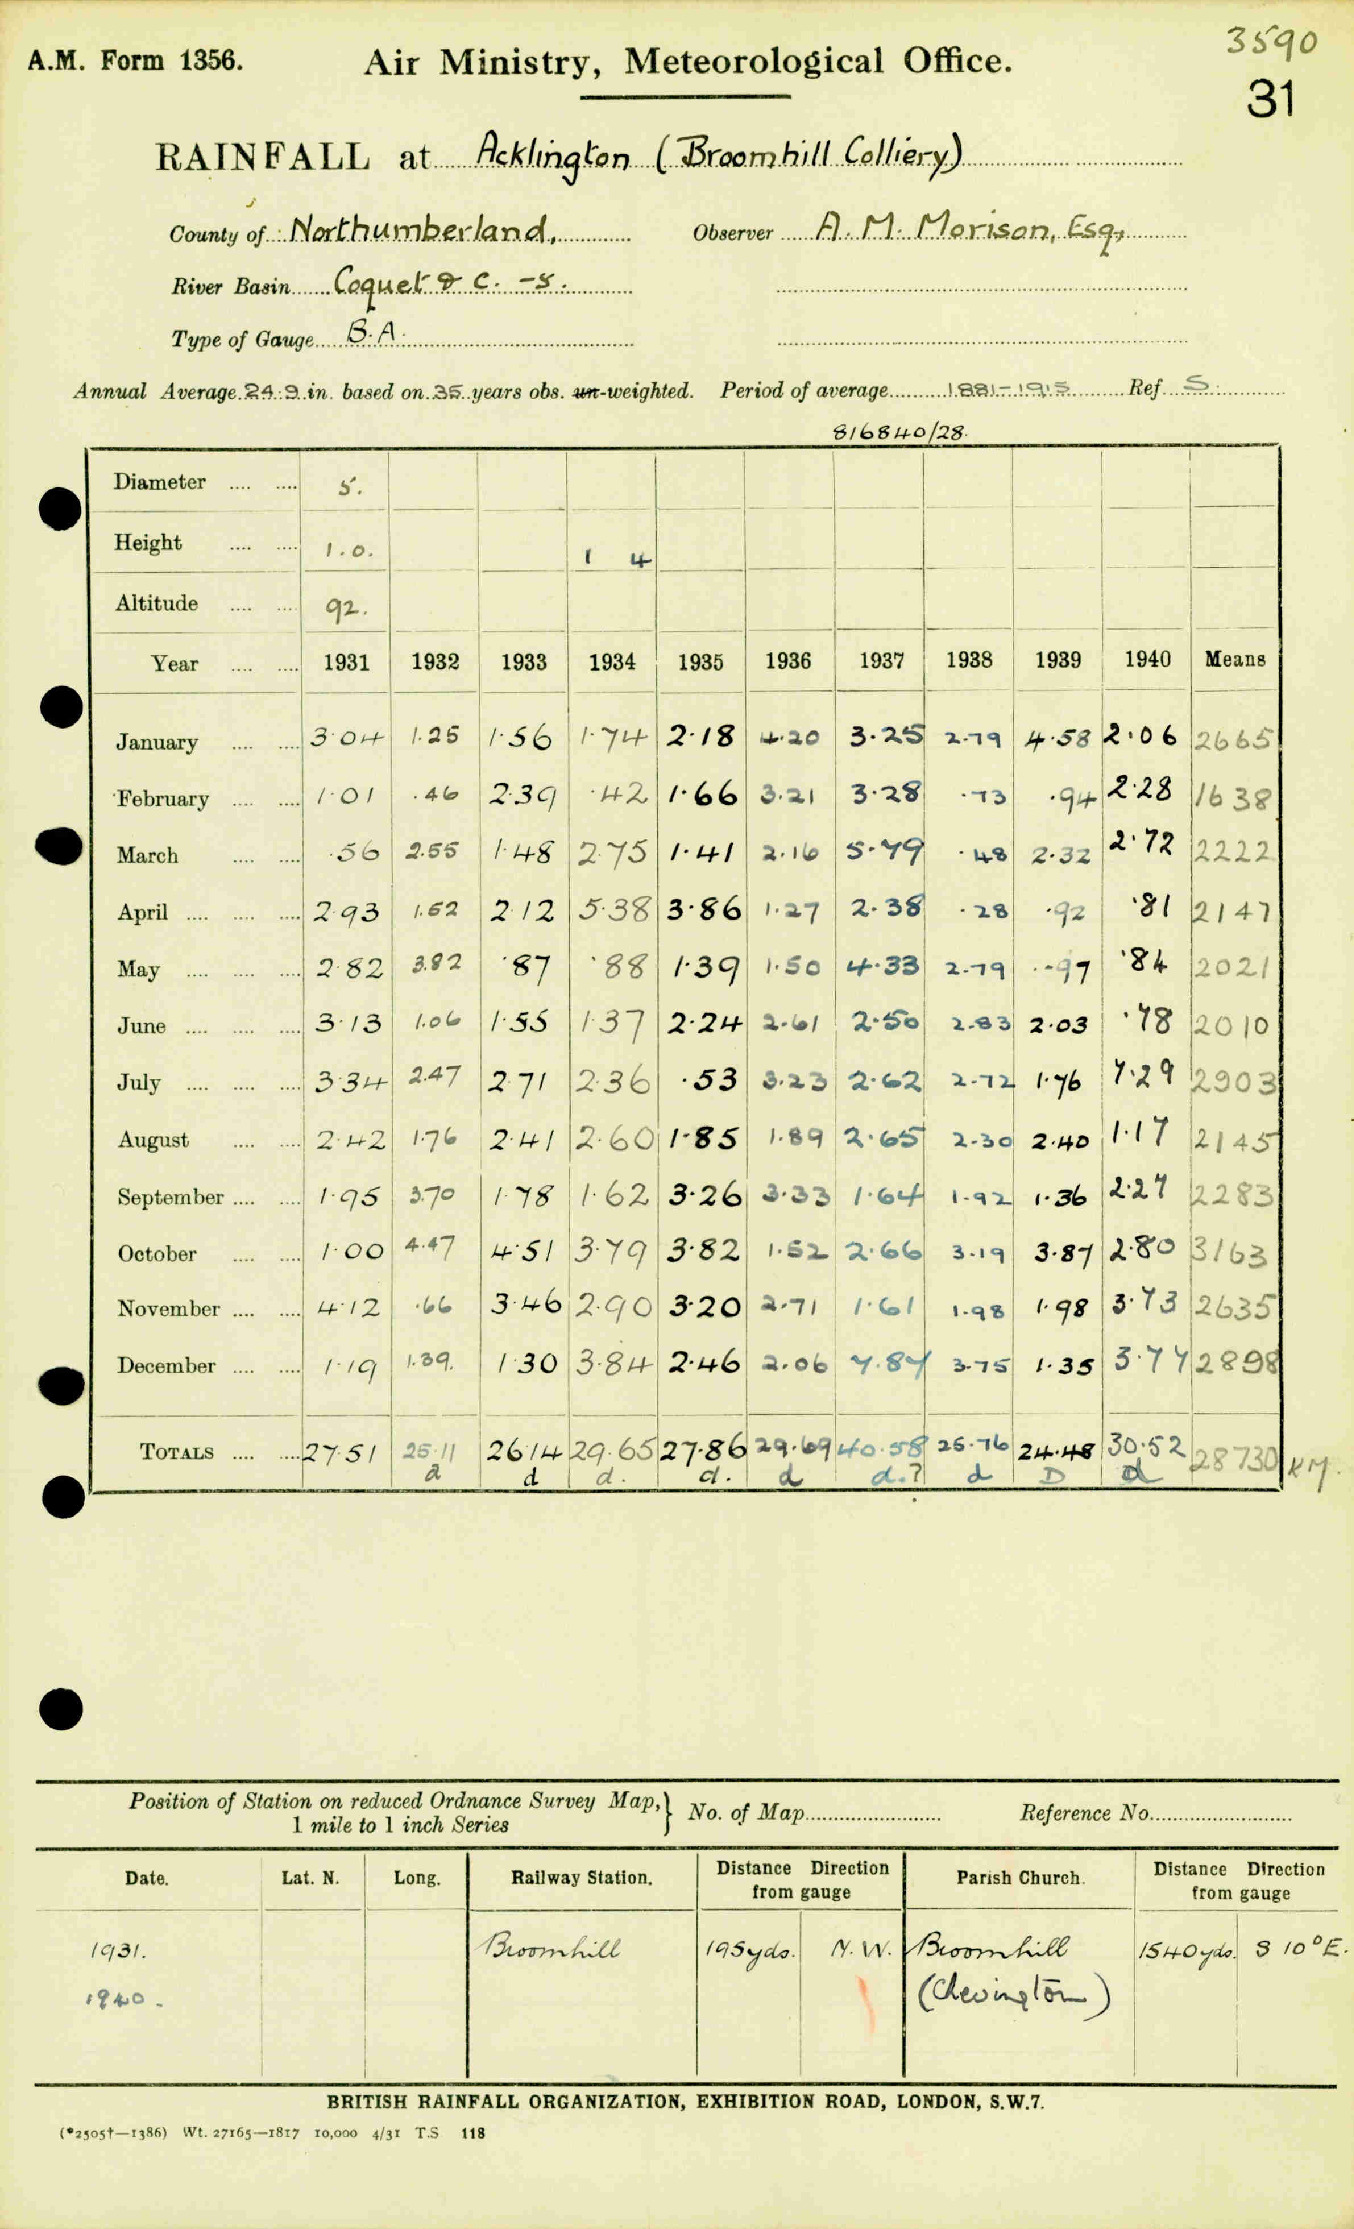 3590
A.M. Form 1356. Air Ministry, Meteorological Office.
31
RAINFALL at Acklington (Broomhill Colliery)
County of Northumberland, Observer A. M. Morison, Esq,
River Basin Coquet & C. -5.
Type of Gauge B.A.
Annual Average 24.9 in. based on 35 years obs. un-weighted. Period of average 1881-1915 Ref S.
816840/28.
Diameter .... .... 5.
Height .... .... 1.0. 1 4
Altitude .... .... 92.
Year .... .... 1931 1932 1933 1934 1935 1936 1937 1938 1939 1940 Means
January .... .... 3.04 1.25 1.56 1.74 2.18 4.20 3.25 2.79 4.58 2.06 2665
February .... .... 1.01 .46 2.39 .42 1.66 3.21 3.28 .73 .94 2.28 1638
March .... .... .56 2.55 1.48 2.75 1.41 2.16 5.79 .48 2.32 2.72 2222
April .... .... .... 2.93 1.52 2.12 5.38 3.86 1.27 2.38 .28 .92 .81 2147
May .... .... .... 2.82 3.82 .87 .88 1.39 1.50 4.33 2.79 .97 .84 2021
June .... .... .... 3.13 1.06 1.55 1.37 2.24 2.61 2.50 2.83 2.03 .78 2010
July .... .... .... 3.34 2.47 2.71 2.36 .53 3.23 2.62 2.72 1.76 7.29 2903
August .... .... 2.42 1.76 2.41 2.60 1.85 1.89 2.65 2.30 2.40 1.17 2145
September .... .... 1.95 3.70 1.78 1.62 3.26 3.33 1.64 1.92 1.36 2.27 2283
October .... .... 1.00 4.47 4.51 3.79 3.82 1.52 2.66 3.19 3.87 2.80 3163
November .... .... 4.12 .66 3.46 2.90 3.20 2.71 1.61 1.98 1.98 3.73 2635
December .... .... 1.19 1.39. 1.30 3.84 2.46 2.06 7.87 3.75 1.35 3.77 2898
TOTALS .... .... 27.51 25.11 26.14 29.65 27.86 29.69 40.58 25.76 24.48 30.52 28730 KM.
d d d. d. d d.? d D d
Position of Station on reduced Ordnance Survey Map,} No. of Map Reference No.
1 mile to 1 inch Series
Date. Lat. N. Long. Railway Station. Distance Direction from gauge Parish Church. Distance Direction from gauge
1931. Broomhill 195yds. N.W. Broomhill 1540yds. S 10°E.
1940. (Chevington)
BRITISH RAINFALL ORGANIZATION, EXHIBITION ROAD, LONDON, S.W.7.
(*2505†—1386) Wt. 27165—1817 10,000 4/31 T.S 118